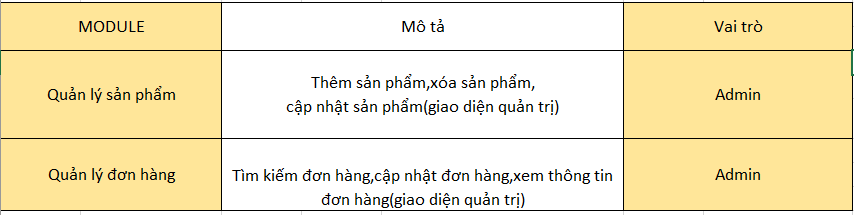 MODULE Mô tả Vai trò
Thêm sản phẩm,xóa sản phẩm,
Quản lý sản phẩm cập nhật sản phẩm(giao diện quản trị) Admin
Quản lý đơn hàng Tìm kiếm đơn hàng,cập nhật đơn hàng,xem thông tin Admin
đơn hàng(giao diện quản trị)